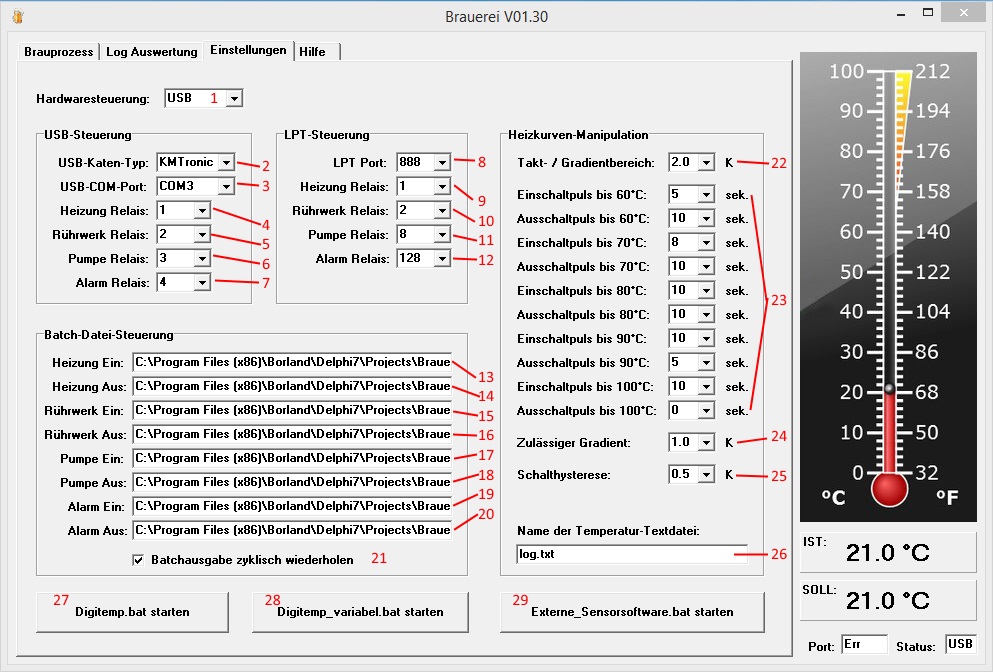 Brauerei V01.30
Brauprozess Log Auswertung Einstellungen Hilfe
Hardwaresteuerung: USB 1
USB-Steuerung
USB-Katen-Typ: KMTronic 2
USB-COM-Port: COM3 3
Heizung Relais: 1 4
Rührwerk Relais: 2 5
Pumpe Relais: 3 6
Alarm Relais: 4 7
LPT-Steuerung
LPT Port: 888 8
Heizung Relais: 1 9
Rührwerk Relais: 2 10
Pumpe Relais: 8 11
Alarm Relais: 128 12
Batch-Datei-Steuerung
Heizung Ein: C:\Program Files (x86)\Borland\Delphi7\Projects\Braue 13
Heizung Aus: C:\Program Files (x86)\Borland\Delphi7\Projects\Braue 14
Rührwerk Ein: C:\Program Files (x86)\Borland\Delphi7\Projects\Braue 15
Rührwerk Aus: C:\Program Files (x86)\Borland\Delphi7\Projects\Braue 16
Pumpe Ein: C:\Program Files (x86)\Borland\Delphi7\Projects\Braue 17
Pumpe Aus: C:\Program Files (x86)\Borland\Delphi7\Projects\Braue 18
Alarm Ein: C:\Program Files (x86)\Borland\Delphi7\Projects\Braue 19
Alarm Aus: C:\Program Files (x86)\Borland\Delphi7\Projects\Braue 20
Batchausgabe zyklisch wiederholen 21
Heizkurven-Manipulation
Takt- / Gradientbereich: 2.0 K 22
Einschaltpuls bis 60°C: 5 sek.
Ausschaltpuls bis 60°C: 10 sek.
Einschaltpuls bis 70°C: 8 sek.
Ausschaltpuls bis 70°C: 10 sek.
Einschaltpuls bis 80°C: 10 sek. 23
Ausschaltpuls bis 80°C: 10 sek.
Einschaltpuls bis 90°C: 10 sek.
Ausschaltpuls bis 90°C: 5 sek.
Einschaltpuls bis 100°C: 10 sek.
Ausschaltpuls bis 100°C: 0 sek.
Zulässiger Gradient: 1.0 K 24
Schalthysterese: 0.5 K 25
Name der Temperatur-Textdatei:
log.txt 26
27 Digitemp.bat starten
28 Digitemp_variabel.bat starten
29 Externe_Sensorsoftware.bat starten
100 212
90 194
80 176
70 158
60 140
50 122
40 104
30 86
20 68
10 50
0 32
°C °F
IST: 21.0 °C
SOLL: 21.0 °C
Port: Err Status: USB